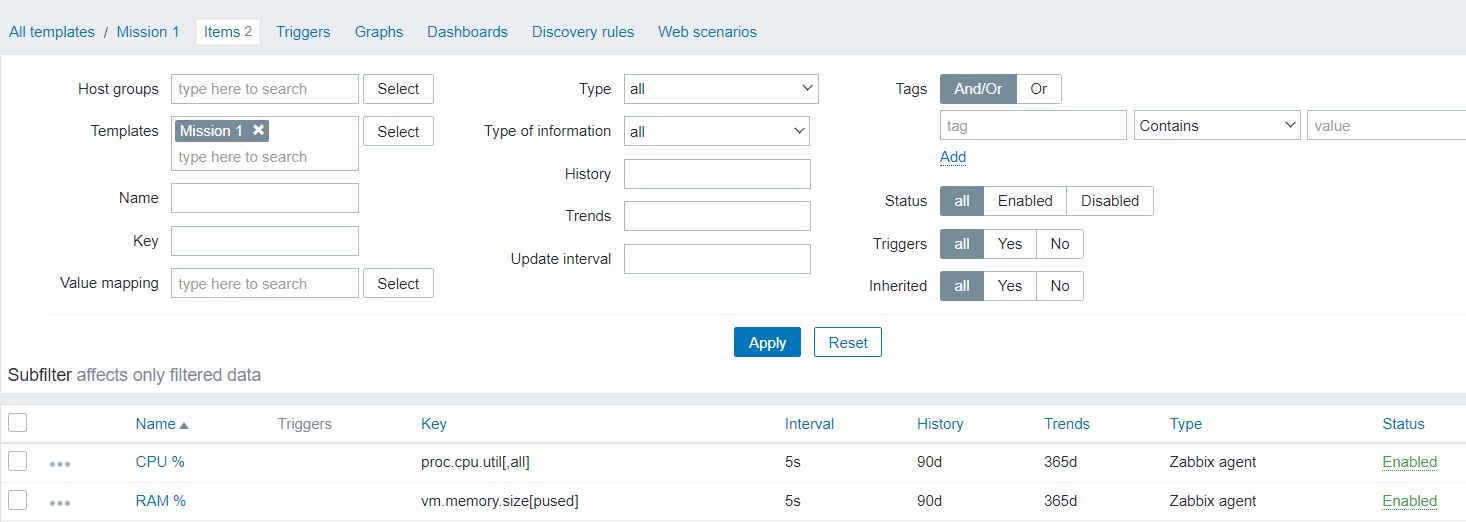 All templates / Mission 1 Items 2 Triggers Graphs Dashboards Discovery rules Web scenarios
Host groups type here to search Select Type all Tags And/Or Or
Templates Mission 1 ✖ Select Type of information all tag Contains value
type here to search Add
History
Name Status all Enabled Disabled
Trends
Key Triggers all Yes No
Update interval
Value mapping type here to search Select Inherited all Yes No
Apply Reset
Subfilter affects only filtered data
Name ▲ Triggers Key Interval History Trends Type Status
••• CPU % proc.cpu.util[,all] 5s 90d 365d Zabbix agent Enabled
••• RAM % vm.memory.size[pused] 5s 90d 365d Zabbix agent Enabled